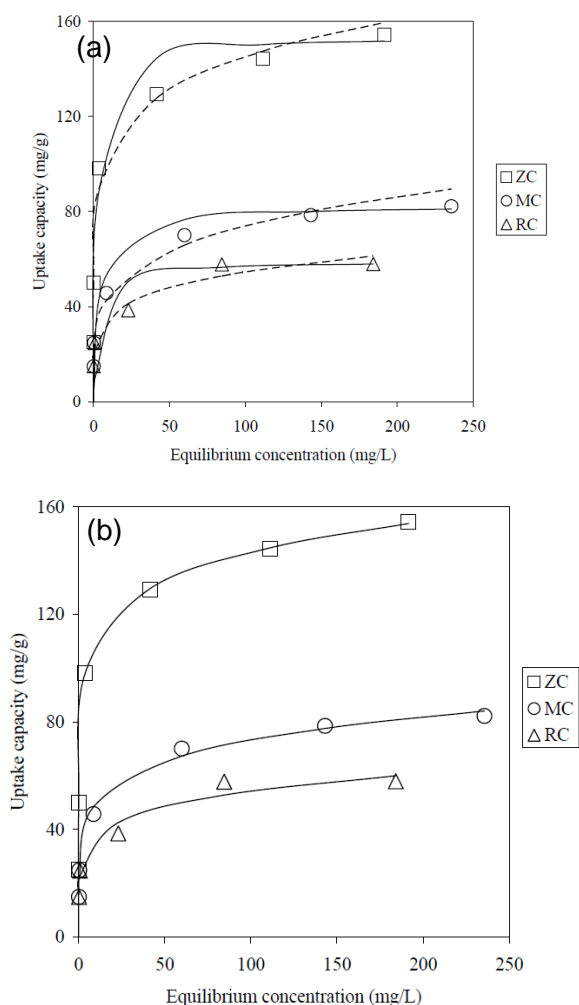 (a)
160
120
80
40
0
Uptake capacity (mg/g)
0 50 100 150 200 250
Equilibrium concentration (mg/L)
ZC
MC
RC
(b)
160
120
80
40
0
Uptake capacity (mg/g)
0 50 100 150 200 250
Equilibrium concentration (mg/L)
ZC
MC
RC